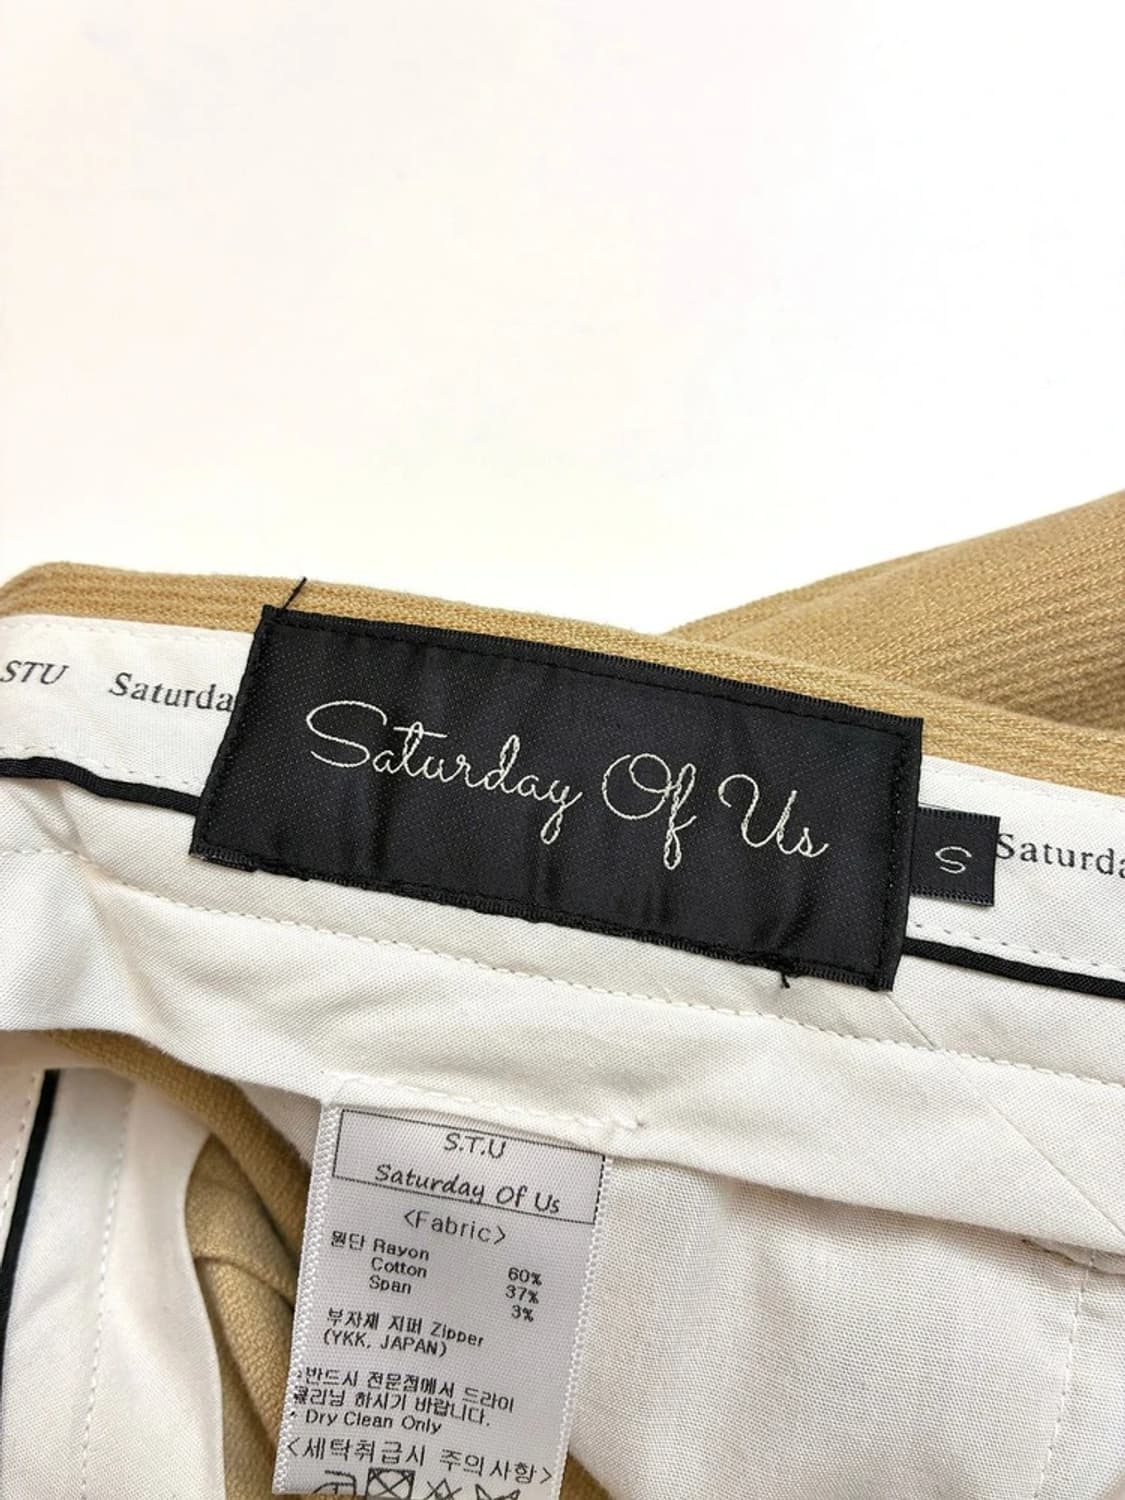 STU Saturda
Saturday Of Us
S
Saturda
S.T.U
Saturday Of Us
<Fabric>
원단 Rayon 60%
Cotton 37%
Span 3%
부자재 지퍼 Zipper
(YKK, JAPAN)
반드시 전문점에서 드라이
클리닝 하시기 바랍니다.
Dry Clean Only
<세탁취급시 주의사항>